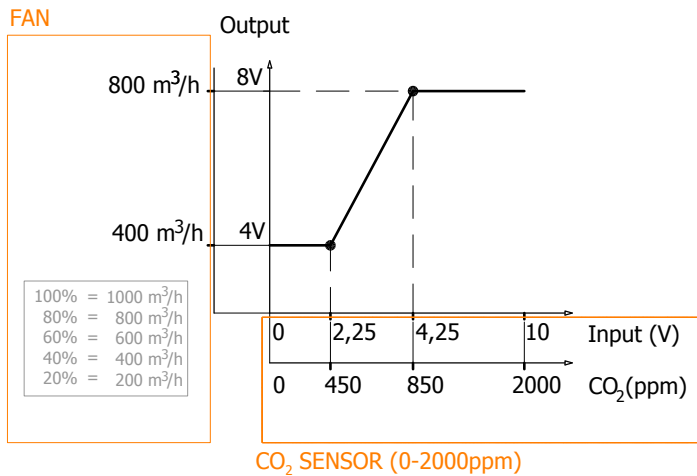 FAN
Output
800 m³/h 8V
400 m³/h 4V
100% = 1000 m³/h
80% = 800 m³/h
60% = 600 m³/h
40% = 400 m³/h
20% = 200 m³/h
0 2,25 4,25 10 Input (V)
0 450 850 2000 CO₂(ppm)
CO₂ SENSOR (0-2000ppm)